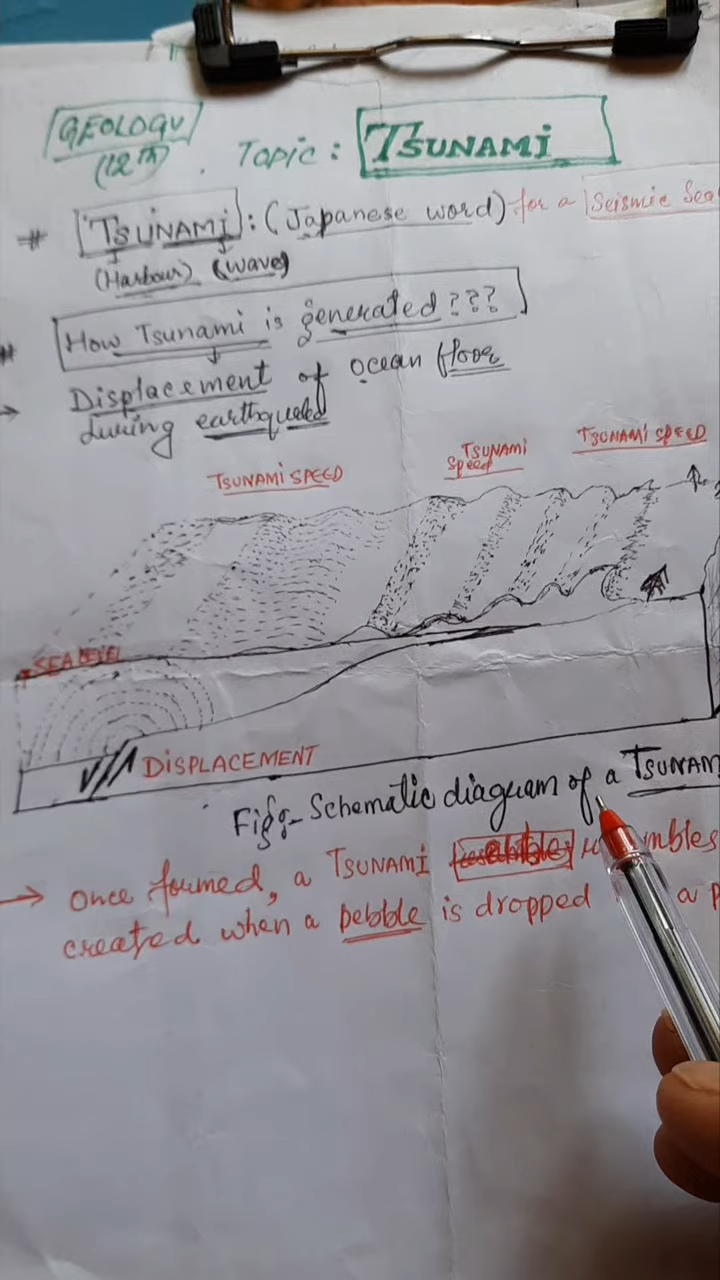 GEOLOGY
(12th) . Topic : TSUNAMI
# TSUNAMI : (Japanese word) for a Seismic Sea
(Harbour) (wave)
# How Tsunami is generated ???
→ Displacement of ocean floor
during earthquake
TSUNAMI SPEED
TSUNAMI
Speed
TSUNAMI SPEED
SEA LEVEL
DISPLACEMENT
Fig:- Schematic diagram of a TSUNAM
→ Once formed, a TSUNAMI
created when a pebble is dropped a